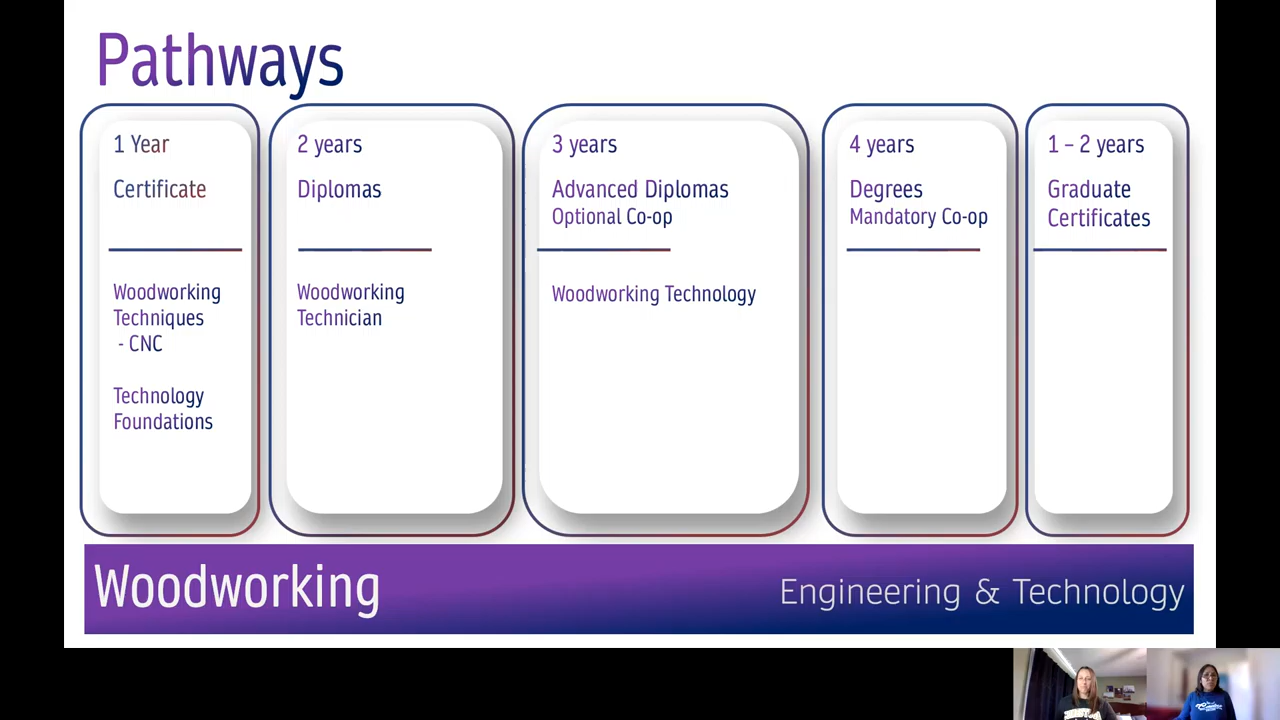 Pathways
1 Year
Certificate
Woodworking
Techniques
- CNC
Technology
Foundations
2 years
Diplomas
Woodworking
Technician
3 years
Advanced Diplomas
Optional Co-op
Woodworking Technology
4 years
Degrees
Mandatory Co-op
1 – 2 years
Graduate
Certificates
Woodworking
Engineering & Technology